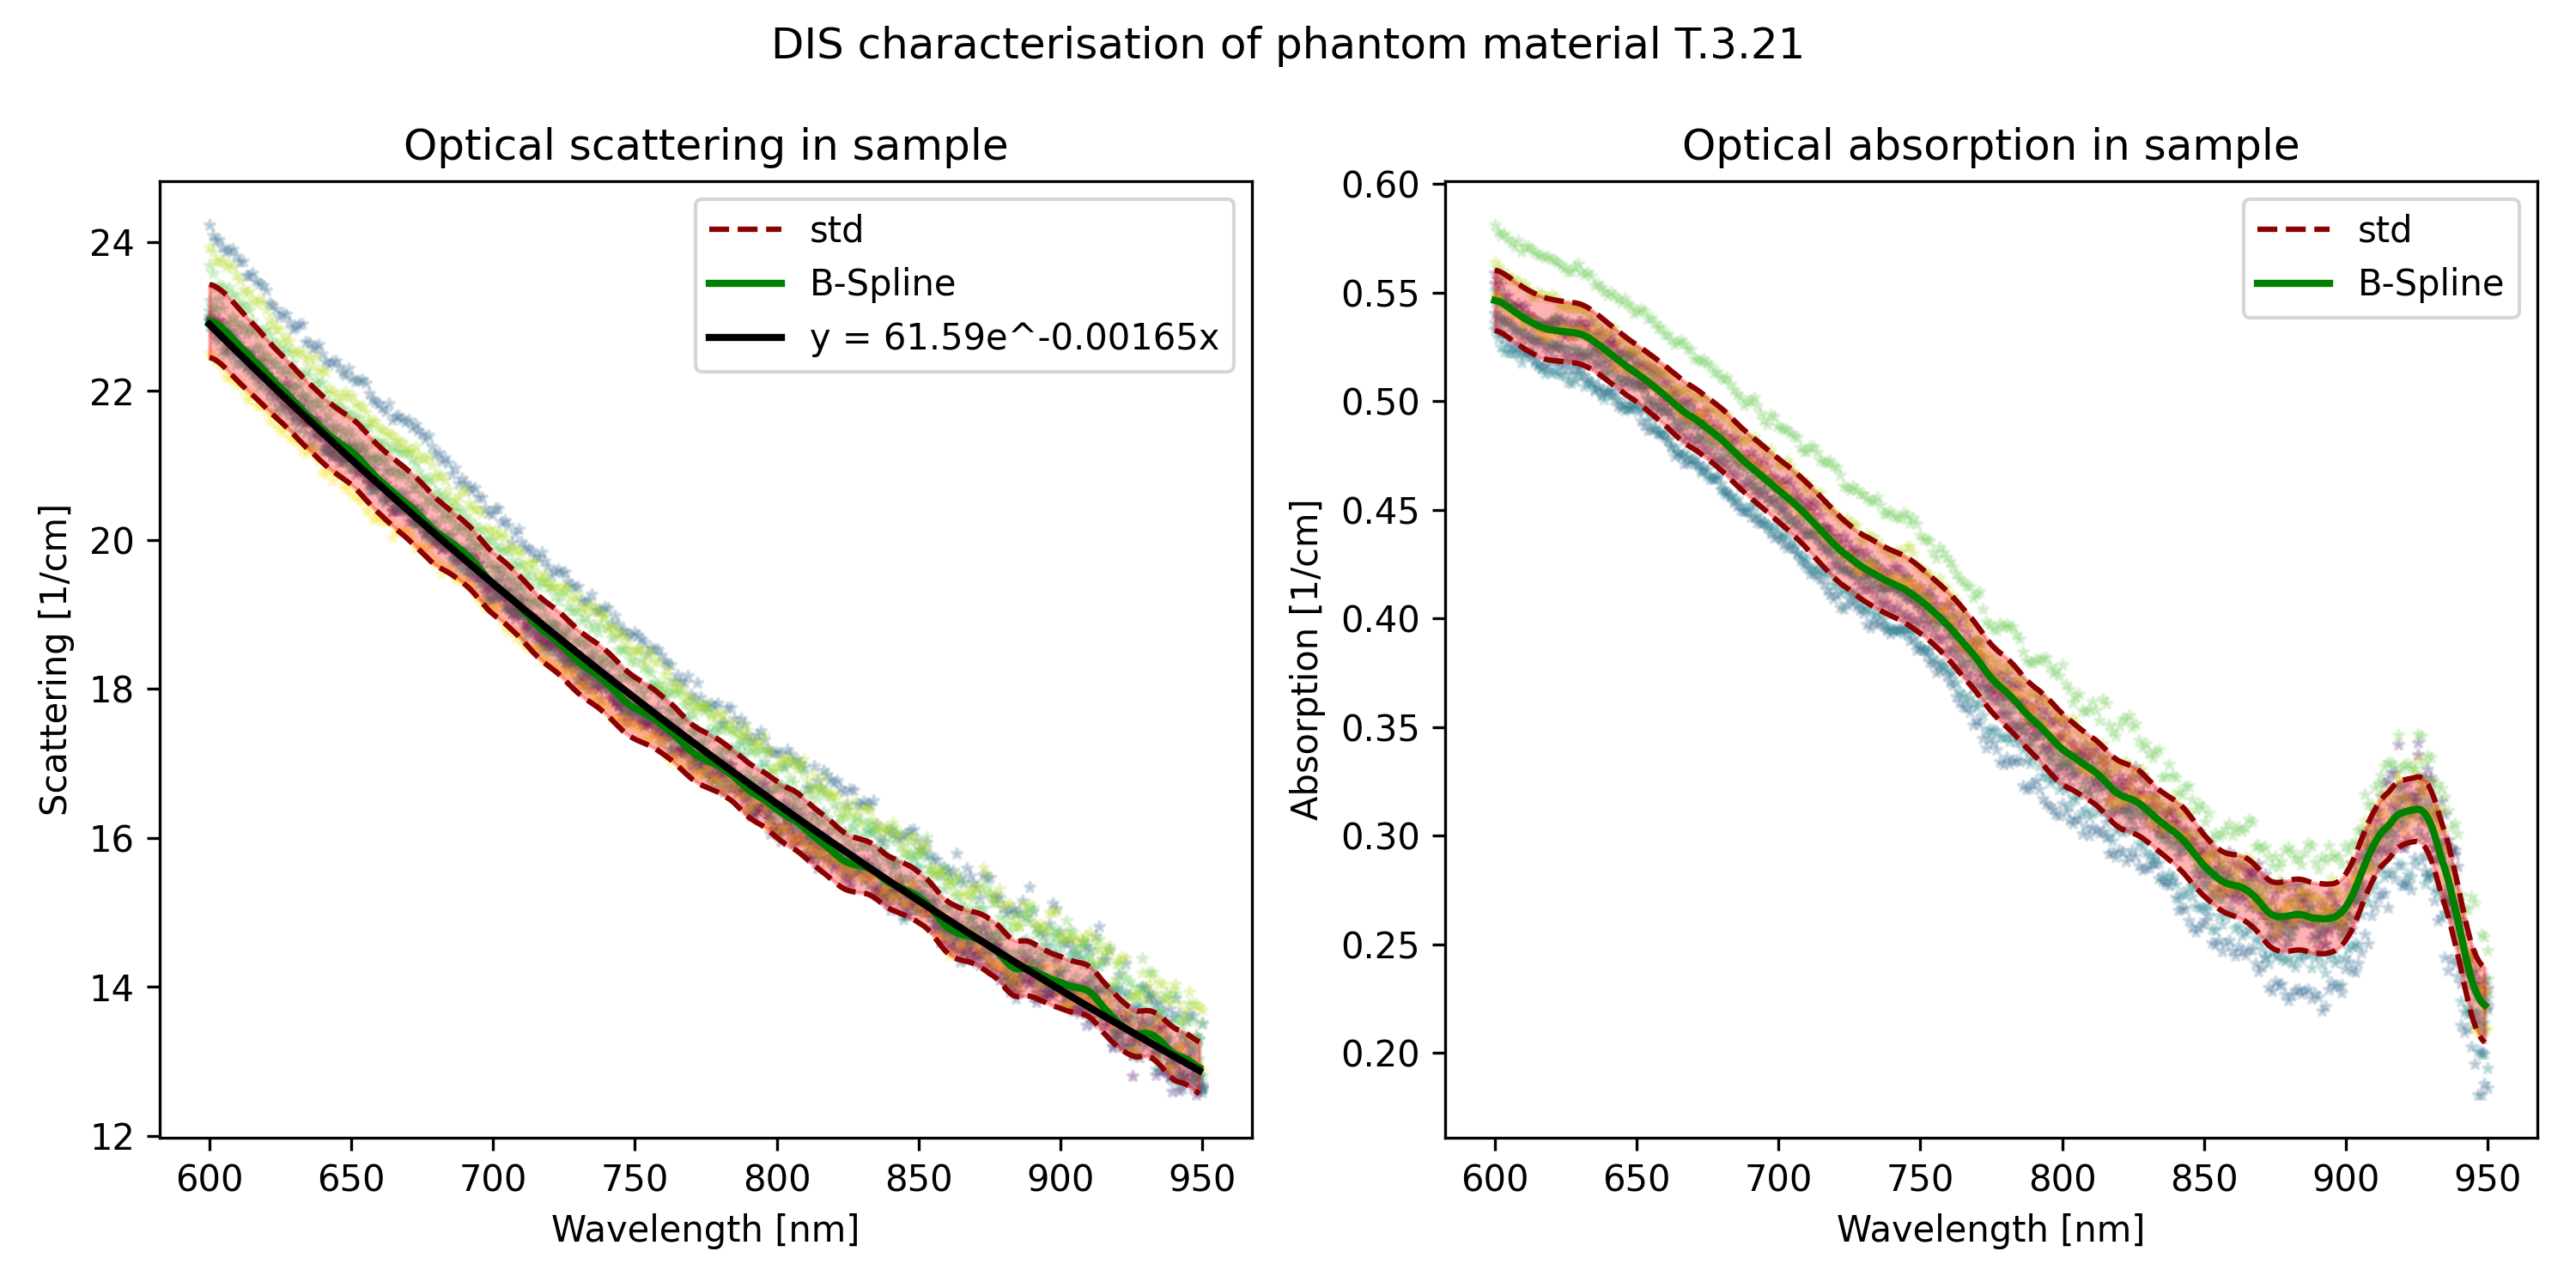 DIS characterisation of phantom material T.3.21
Optical scattering in sample
std
B-Spline
y = 61.59e^-0.00165x
Scattering [1/cm]
24
22
20
18
16
14
12
600 650 700 750 800 850 900 950
Wavelength [nm]
Optical absorption in sample
std
B-Spline
Absorption [1/cm]
0.60
0.55
0.50
0.45
0.40
0.35
0.30
0.25
0.20
600 650 700 750 800 850 900 950
Wavelength [nm]